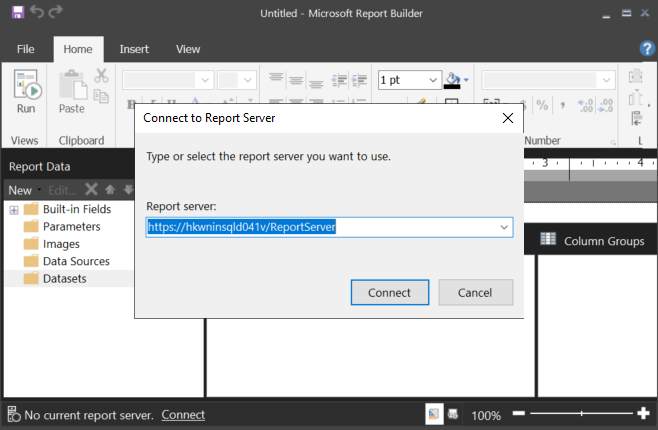 Untitled - Microsoft Report Builder
File Home Insert View
Run
Paste
1 pt
Views Clipboard
Number
Connect to Report Server
Type or select the report server you want to use.
Report server:
https://hkwninsqld041v/ReportServer
Connect Cancel
Report Data
New Edit...
Built-in Fields
Parameters
Images
Data Sources
Datasets
3 4
Column Groups
No current report server. Connect
100%